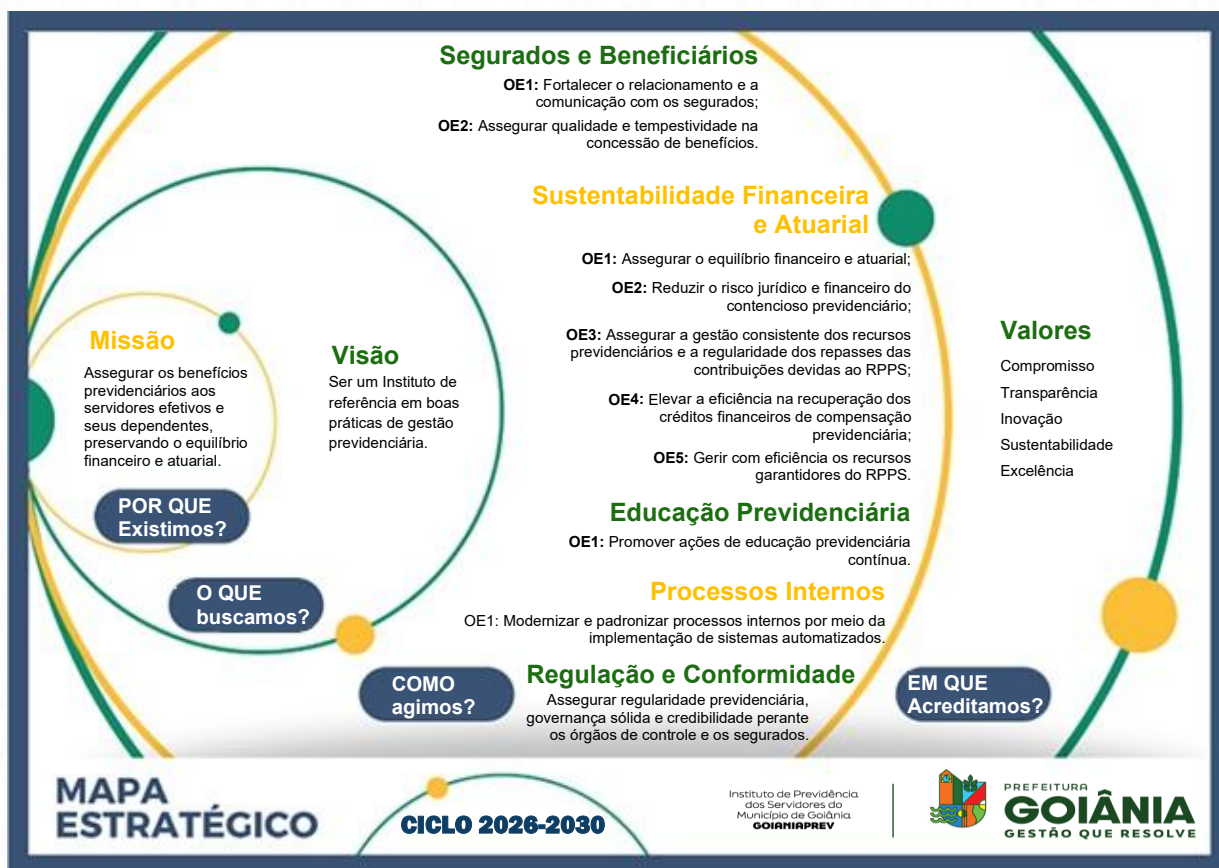 Segurados e Beneficiários
OE1: Fortalecer o relacionamento e a
comunicação com os segurados;
OE2: Assegurar qualidade e tempestividade na
concessão de benefícios.
Sustentabilidade Financeira
e Atuarial
OE1: Assegurar o equilíbrio financeiro e atuarial;
OE2: Reduzir o risco jurídico e financeiro do
contencioso previdenciário;
OE3: Assegurar a gestão consistente dos recursos
previdenciários e a regularidade dos repasses das
contribuições devidas ao RPPS;
OE4: Elevar a eficiência na recuperação dos
créditos financeiros de compensação
previdenciária;
OE5: Gerir com eficiência os recursos
garantidores do RPPS.
Educação Previdenciária
OE1: Promover ações de educação previdenciária
contínua.
Processos Internos
OE1: Modernizar e padronizar processos internos por meio da
implementação de sistemas automatizados.
Regulação e Conformidade
Assegurar regularidade previdenciária,
governança sólida e credibilidade perante
os órgãos de controle e os segurados.
COMO
agimos?
Missão
Assegurar os benefícios
previdenciários aos
servidores efetivos e
seus dependentes,
preservando o equilíbrio
financeiro e atuarial.
POR QUE
Existimos?
Visão
Ser um Instituto de
referência em boas
práticas de gestão
previdenciária.
O QUE
buscamos?
Valores
Compromisso
Transparência
Inovação
Sustentabilidade
Excelência
EM QUE
Acreditamos?
MAPA
ESTRATÉGICO
CICLO 2026-2030
Instituto de Previdência
dos Servidores do
Município de Goiânia
GOIANIAPREV
PREFEITURA
GOIÂNIA
GESTÃO QUE RESOLVE